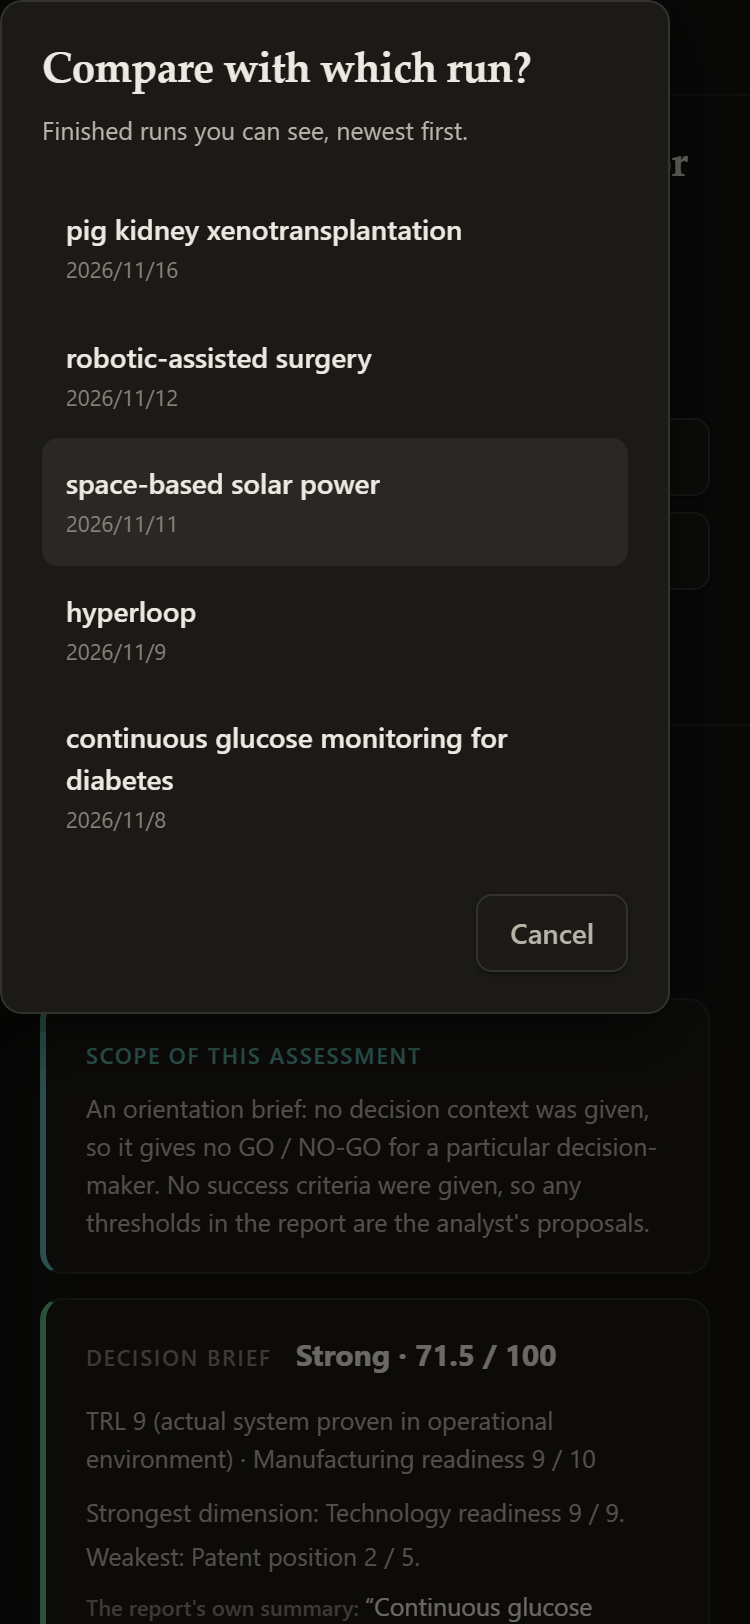 Compare with which run?
Finished runs you can see, newest first.
pig kidney xenotransplantation
2026/11/16
robotic-assisted surgery
2026/11/12
space-based solar power
2026/11/11
hyperloop
2026/11/9
continuous glucose monitoring for
diabetes
2026/11/8
Cancel
SCOPE OF THIS ASSESSMENT
An orientation brief: no decision context was given,
so it gives no GO / NO-GO for a particular decision-
maker. No success criteria were given, so any
thresholds in the report are the analyst's proposals.
DECISION BRIEF Strong · 71.5 / 100
TRL 9 (actual system proven in operational
environment) · Manufacturing readiness 9 / 10
Strongest dimension: Technology readiness 9 / 9.
Weakest: Patent position 2 / 5.
The report's own summary: “Continuous glucose